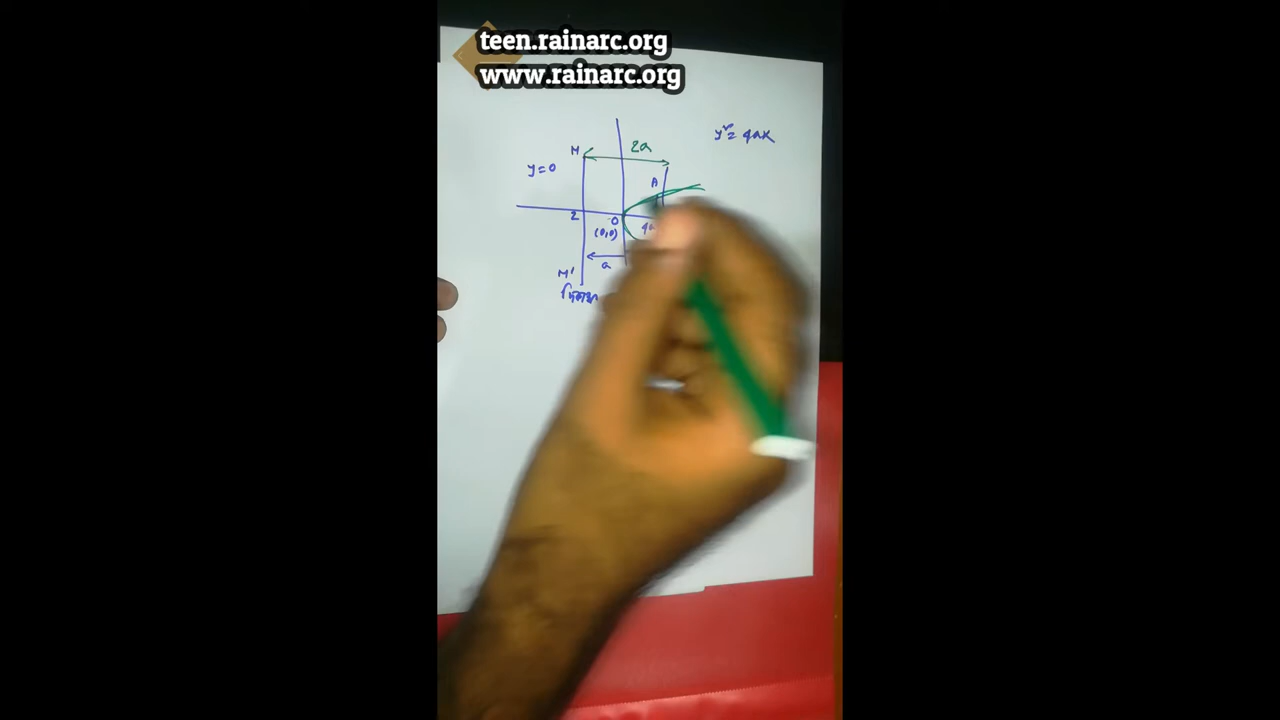 teen.rainarc.org
www.rainarc.org
y² = 4ax
M
2a
y=0
A
Z
O
(0,0)
a
M'